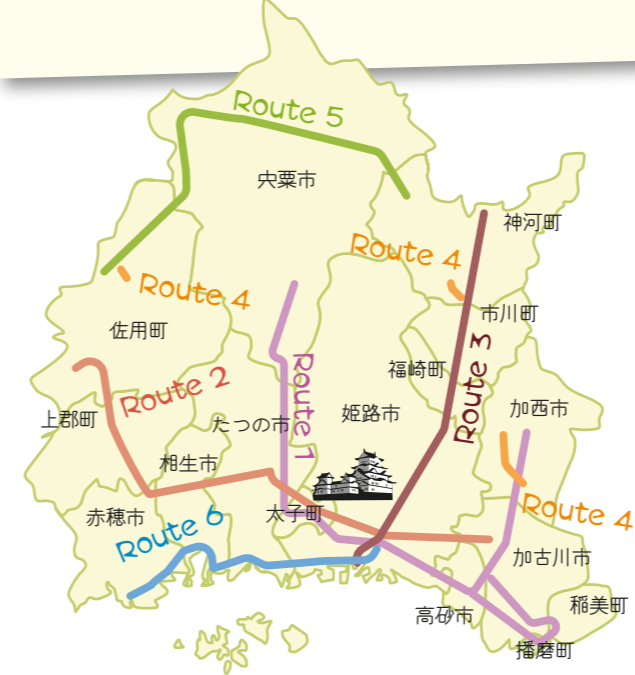 Route 5
宍粟市
神河町
Route 4
Route 4
市川町
佐用町
Route 3
福崎町
Route 1
Route 2
加西市
姫路市
上郡町
たつの市
相生市
Route 4
太子町
赤穂市
Route 6
加古川市
稲美町
高砂市
播磨町